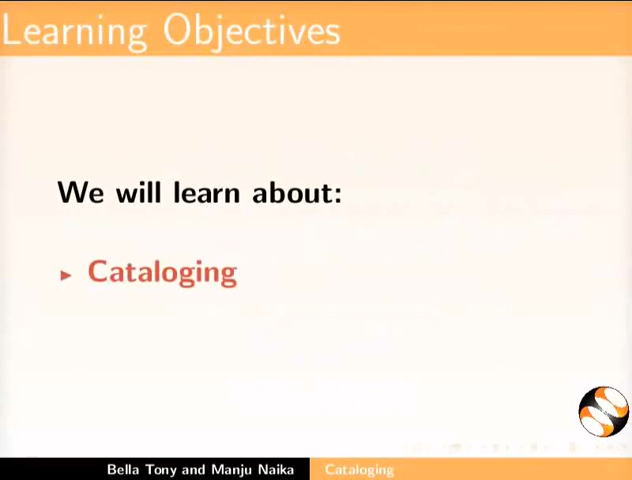 Learning Objectives
We will learn about:
▸ Cataloging
Bella Tony and Manju Naika Cataloging